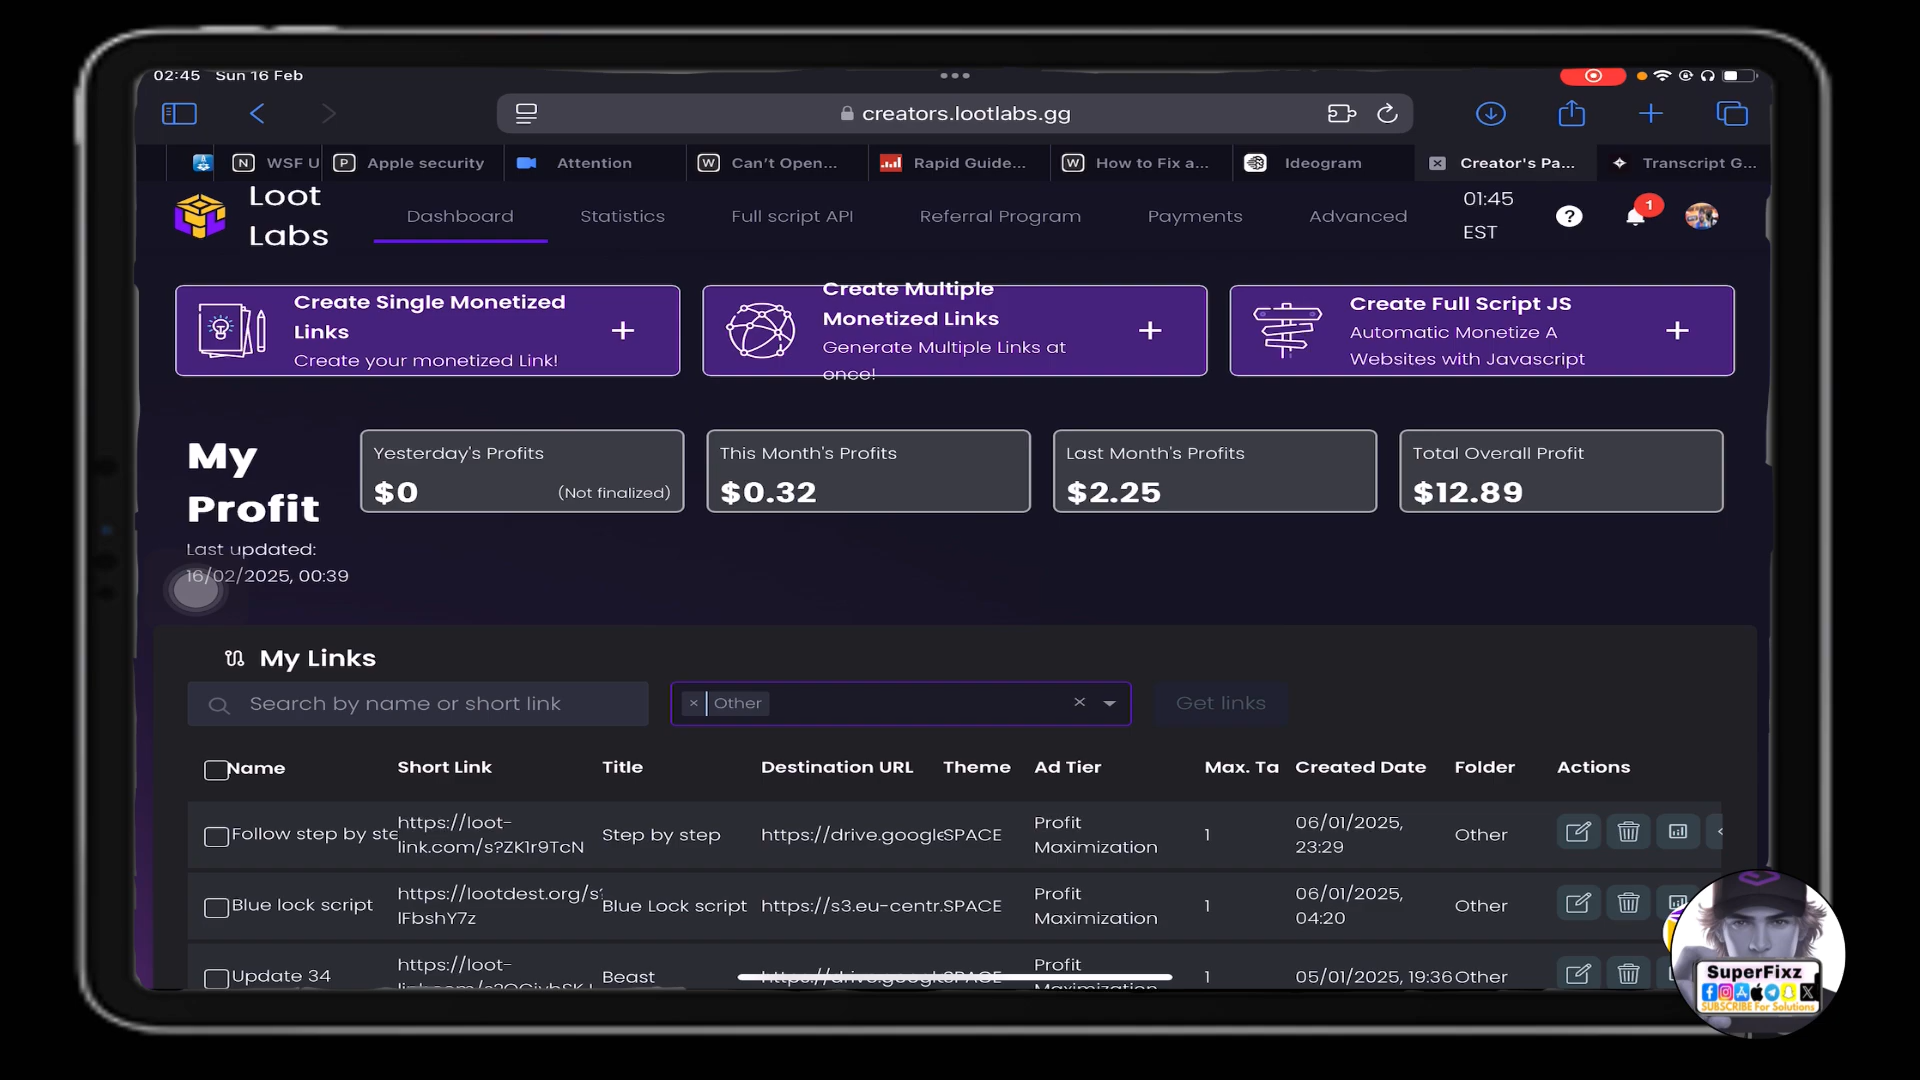 02:45 Sun 16 Feb
creators.lootlabs.gg
N WSF U
P Apple security
Attention
W Can't Open...
Rapid Guide...
W How to Fix a...
Ideogram
Creator's Pa...
Transcript G...
Loot
Labs
Dashboard
Statistics
Full script API
Referral Program
Payments
Advanced
01:45
EST
?
1
Create Single Monetized
Links
Create your monetized Link!
+
Create Multiple
Monetized Links
Generate Multiple Links at
once!
+
Create Full Script JS
Automatic Monetize A
Websites with Javascript
+
My
Profit
Last updated:
16/02/2025, 00:39
Yesterday's Profits
$0 (Not finalized)
This Month's Profits
$0.32
Last Month's Profits
$2.25
Total Overall Profit
$12.89
My Links
Search by name or short link
× Other
Get links
Name Short Link Title Destination URL Theme Ad Tier Max. Ta Created Date Folder Actions
Follow step by ste
https://loot-
link.com/s?ZK1r9TcN
Step by step
https://drive.google
SPACE
Profit
Maximization
1
06/01/2025,
23:29
Other
Blue lock script
https://lootdest.org/s?
IFbshY7z
Blue Lock script
https://s3.eu-centr.
SPACE
Profit
Maximization
1
06/01/2025,
04:20
Other
Update 34
https://loot-
Beast
SPACE
Profit
Maximization
1
05/01/2025, 19:36
Other
SuperFixz
SUBSCRIBE For Solutions